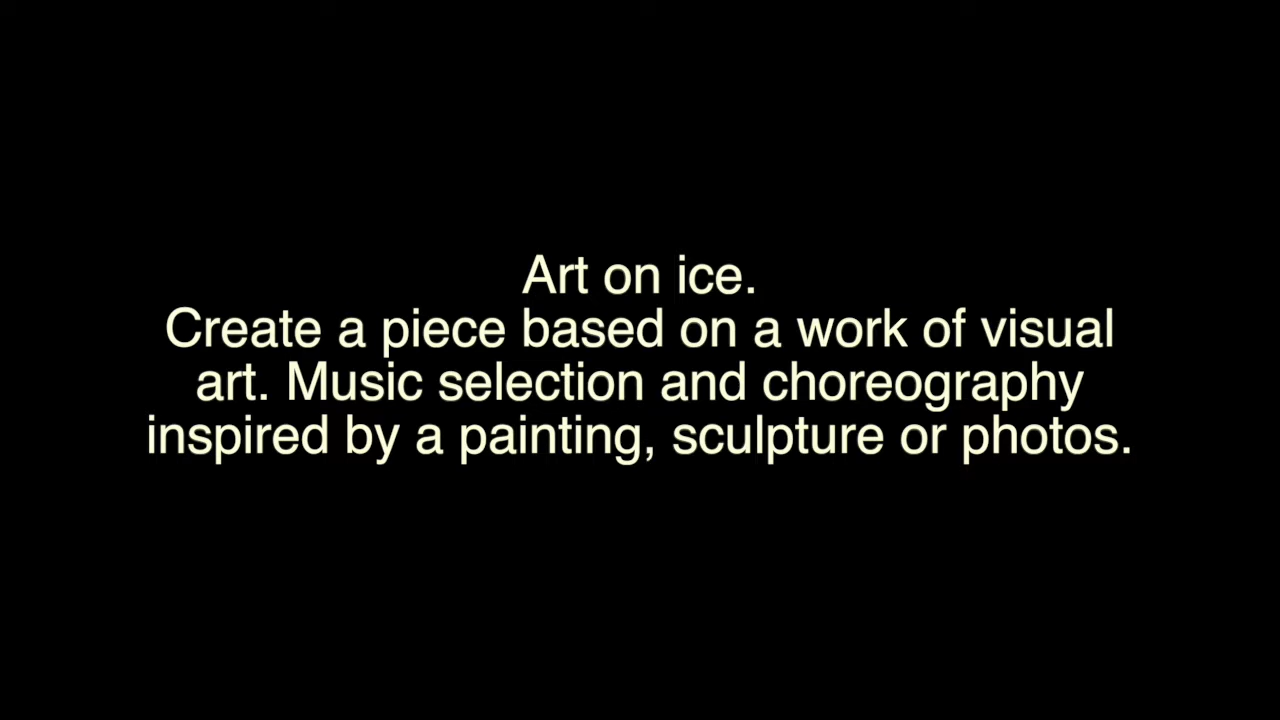 Art on ice.
Create a piece based on a work of visual
art. Music selection and choreography
inspired by a painting, sculpture or photos.